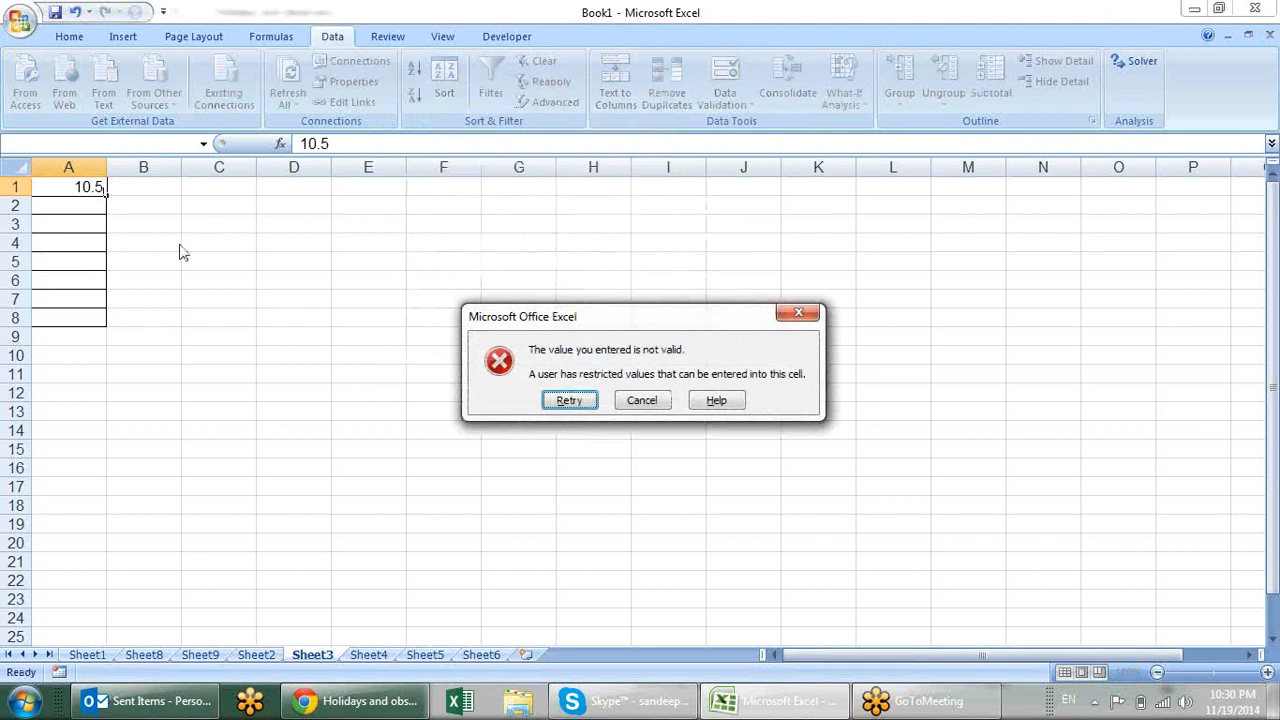 Book1 - Microsoft Excel
Home Insert Page Layout Formulas Data Review View Developer
From Access
From Web
From Text
From Other Sources
Existing Connections
Get External Data
Refresh All
Connections
Properties
Edit Links
Connections
Sort
Filter
Clear
Reapply
Advanced
Sort & Filter
Text to Columns
Remove Duplicates
Data Validation
Consolidate
What-If Analysis
Data Tools
Group
Ungroup
Subtotal
Show Detail
Hide Detail
Outline
Solver
Analysis
fx 10.5
A B C D E F G H I J K L M N O P
1 10.5
2
3
4
5
6
7
8
9
10
11
12
13
14
15
16
17
18
19
20
21
22
23
24
25
Microsoft Office Excel
The value you entered is not valid.
A user has restricted values that can be entered into this cell.
Retry Cancel Help
Sheet1 Sheet8 Sheet9 Sheet2 Sheet3 Sheet4 Sheet5 Sheet6
Ready
Sent Items - Perso...
Holidays and obs...
Skype™ - sandeep...
Microsoft Excel - ...
GoToMeeting
EN
10:30 PM
11/19/2014